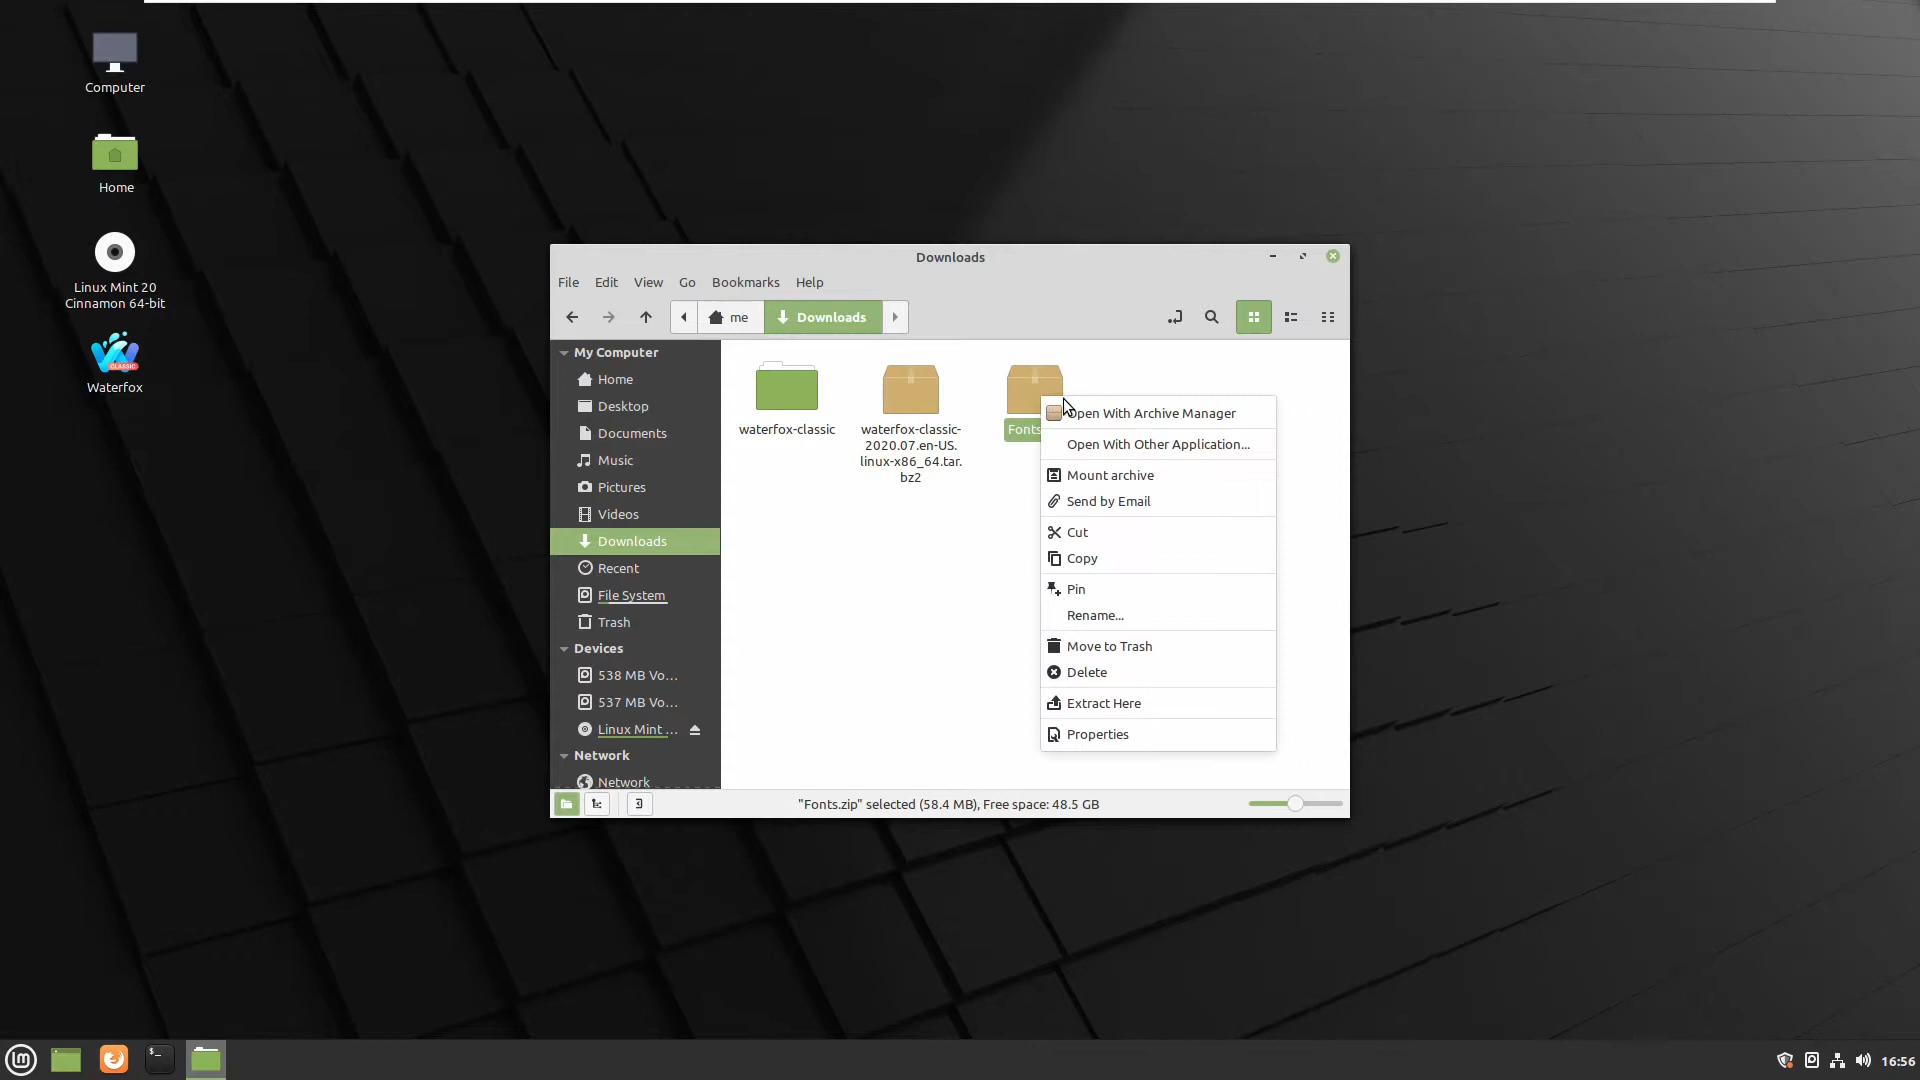 Computer
Home
Linux Mint 20
Cinnamon 64-bit
CLASSIC
Waterfox
Downloads
File Edit View Go Bookmarks Help
me Downloads
My Computer
Home
Desktop
Documents
Music
Pictures
Videos
Downloads
Recent
File System
Trash
Devices
538 MB Vo...
537 MB Vo...
Linux Mint ...
Network
Network
waterfox-classic
waterfox-classic-
2020.07.en-US.
linux-x86_64.tar.
bz2
Fonts
Open With Archive Manager
Open With Other Application...
Mount archive
Send by Email
Cut
Copy
Pin
Rename...
Move to Trash
Delete
Extract Here
Properties
"Fonts.zip" selected (58.4 MB), Free space: 48.5 GB
lm
$_
16:56